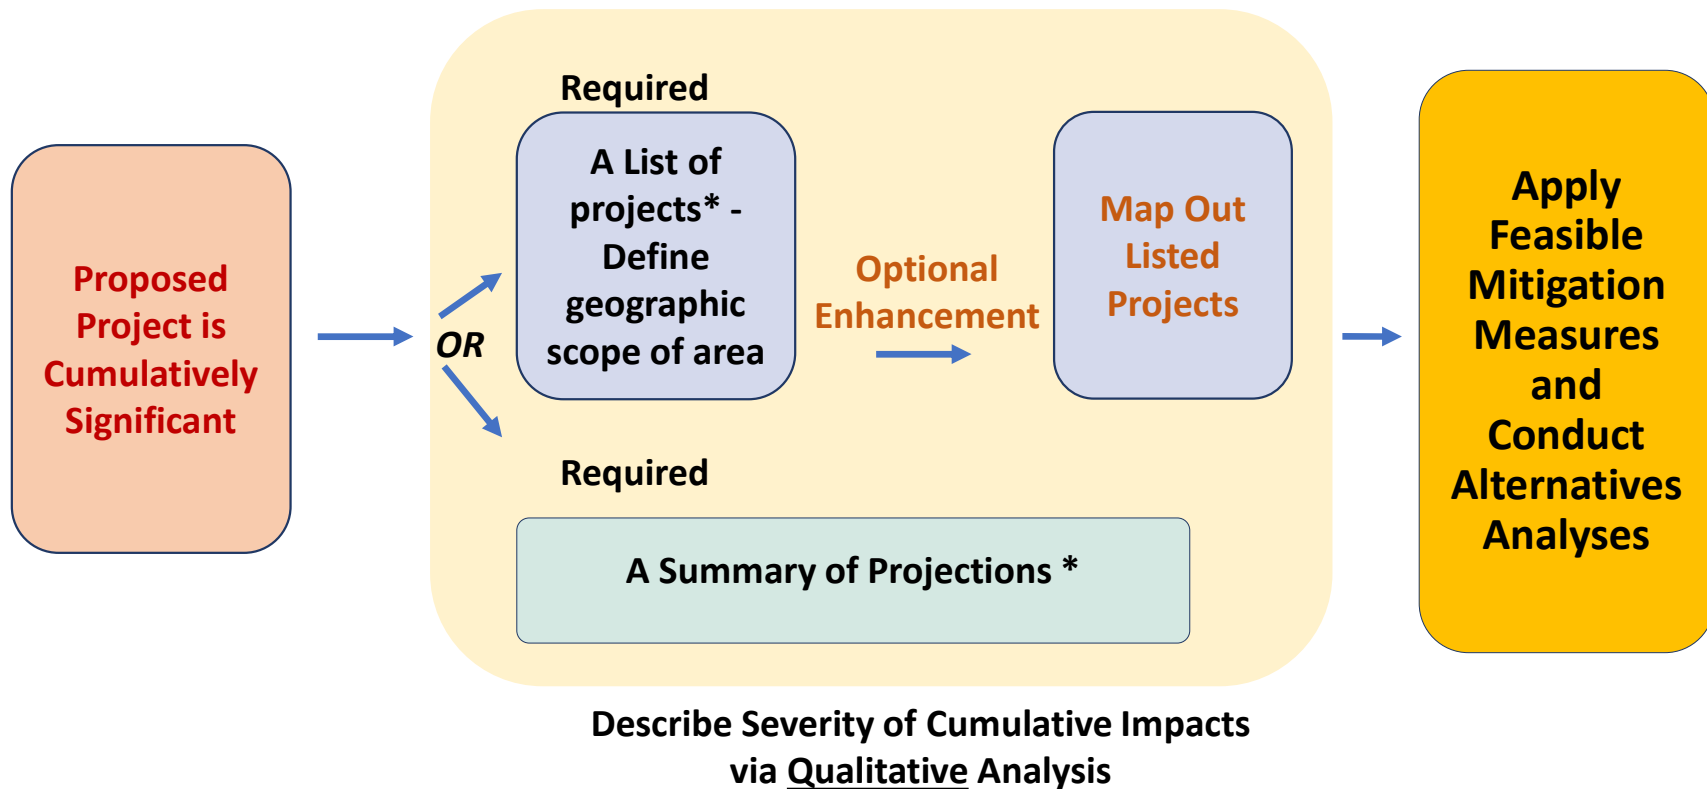 Proposed
Project is
Cumulatively
Significant
OR
Required
A List of
projects* -
Define
geographic
scope of area
Optional
Enhancement
Map Out
Listed
Projects
Required
A Summary of Projections *
Describe Severity of Cumulative Impacts
via Qualitative Analysis
Apply
Feasible
Mitigation
Measures
and
Conduct
Alternatives
Analyses